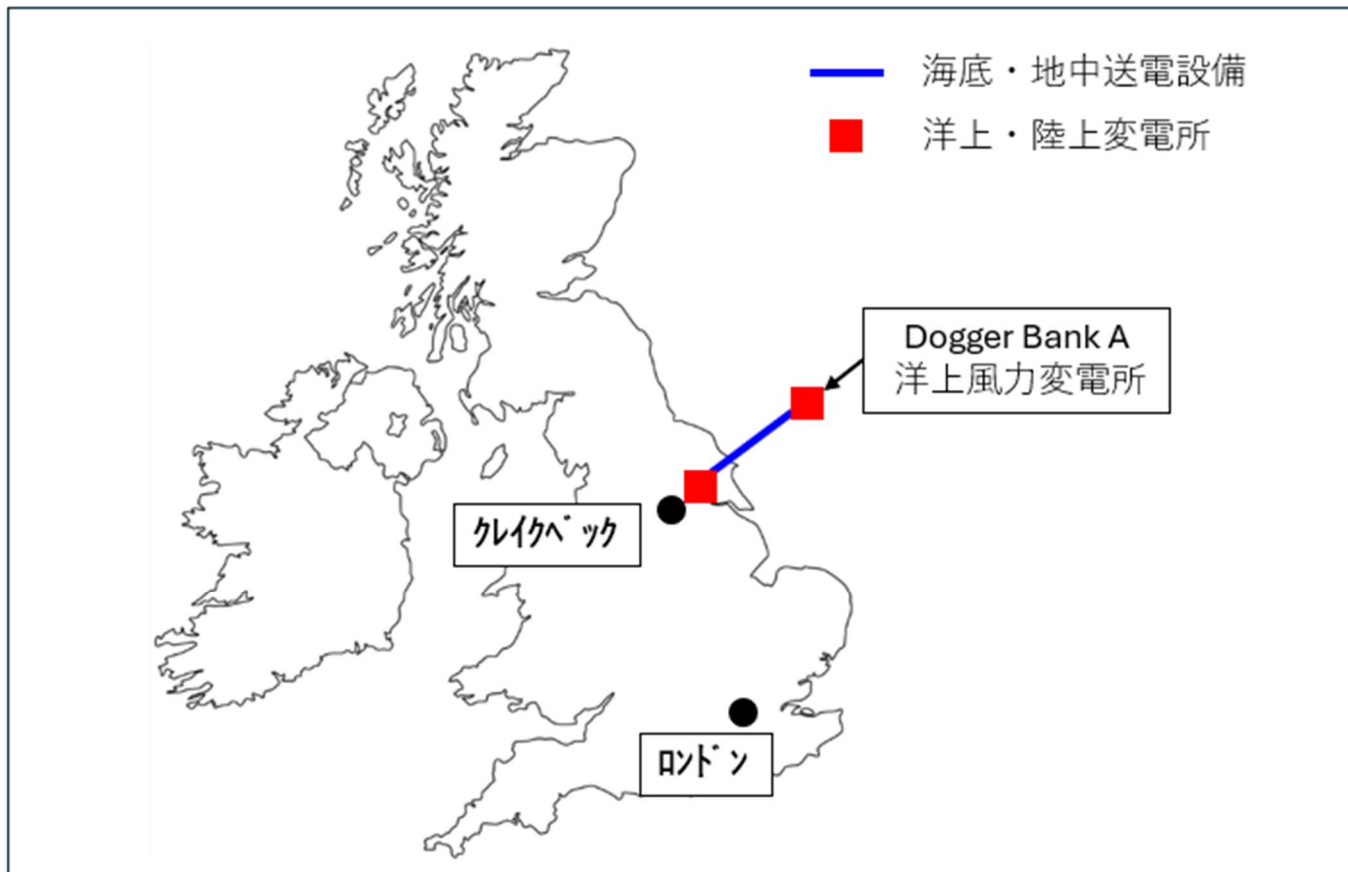 海底・地中送電設備
洋上・陸上変電所
Dogger Bank A
洋上風力変電所
ｸﾚｲｸﾍﾞｯｸ
ﾛﾝﾄﾞﾝ